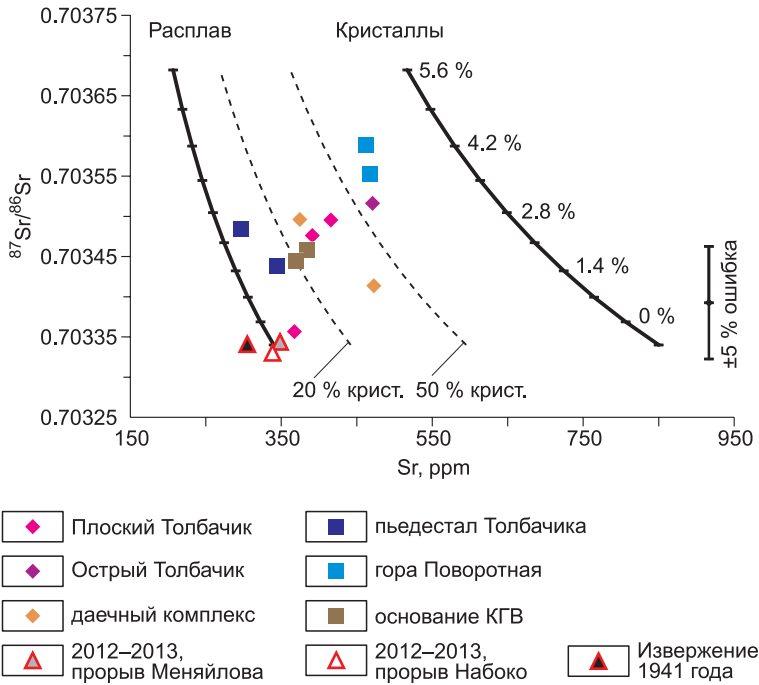 0.70375
0.70365
0.70355
0.70345
0.70335
0.70325
87Sr/86Sr
Расплав
Кристаллы
5.6 %
4.2 %
2.8 %
1.4 %
0 %
±5 % ошибка
20 % крист.
50 % крист.
150
350
550
750
950
Sr, ppm
Плоский Толбачик
пьедестал Толбачика
Острый Толбачик
гора Поворотная
даечный комплекс
основание КГВ
2012–2013,
прорыв Меняйлова
2012–2013,
прорыв Набоко
Извержение
1941 года